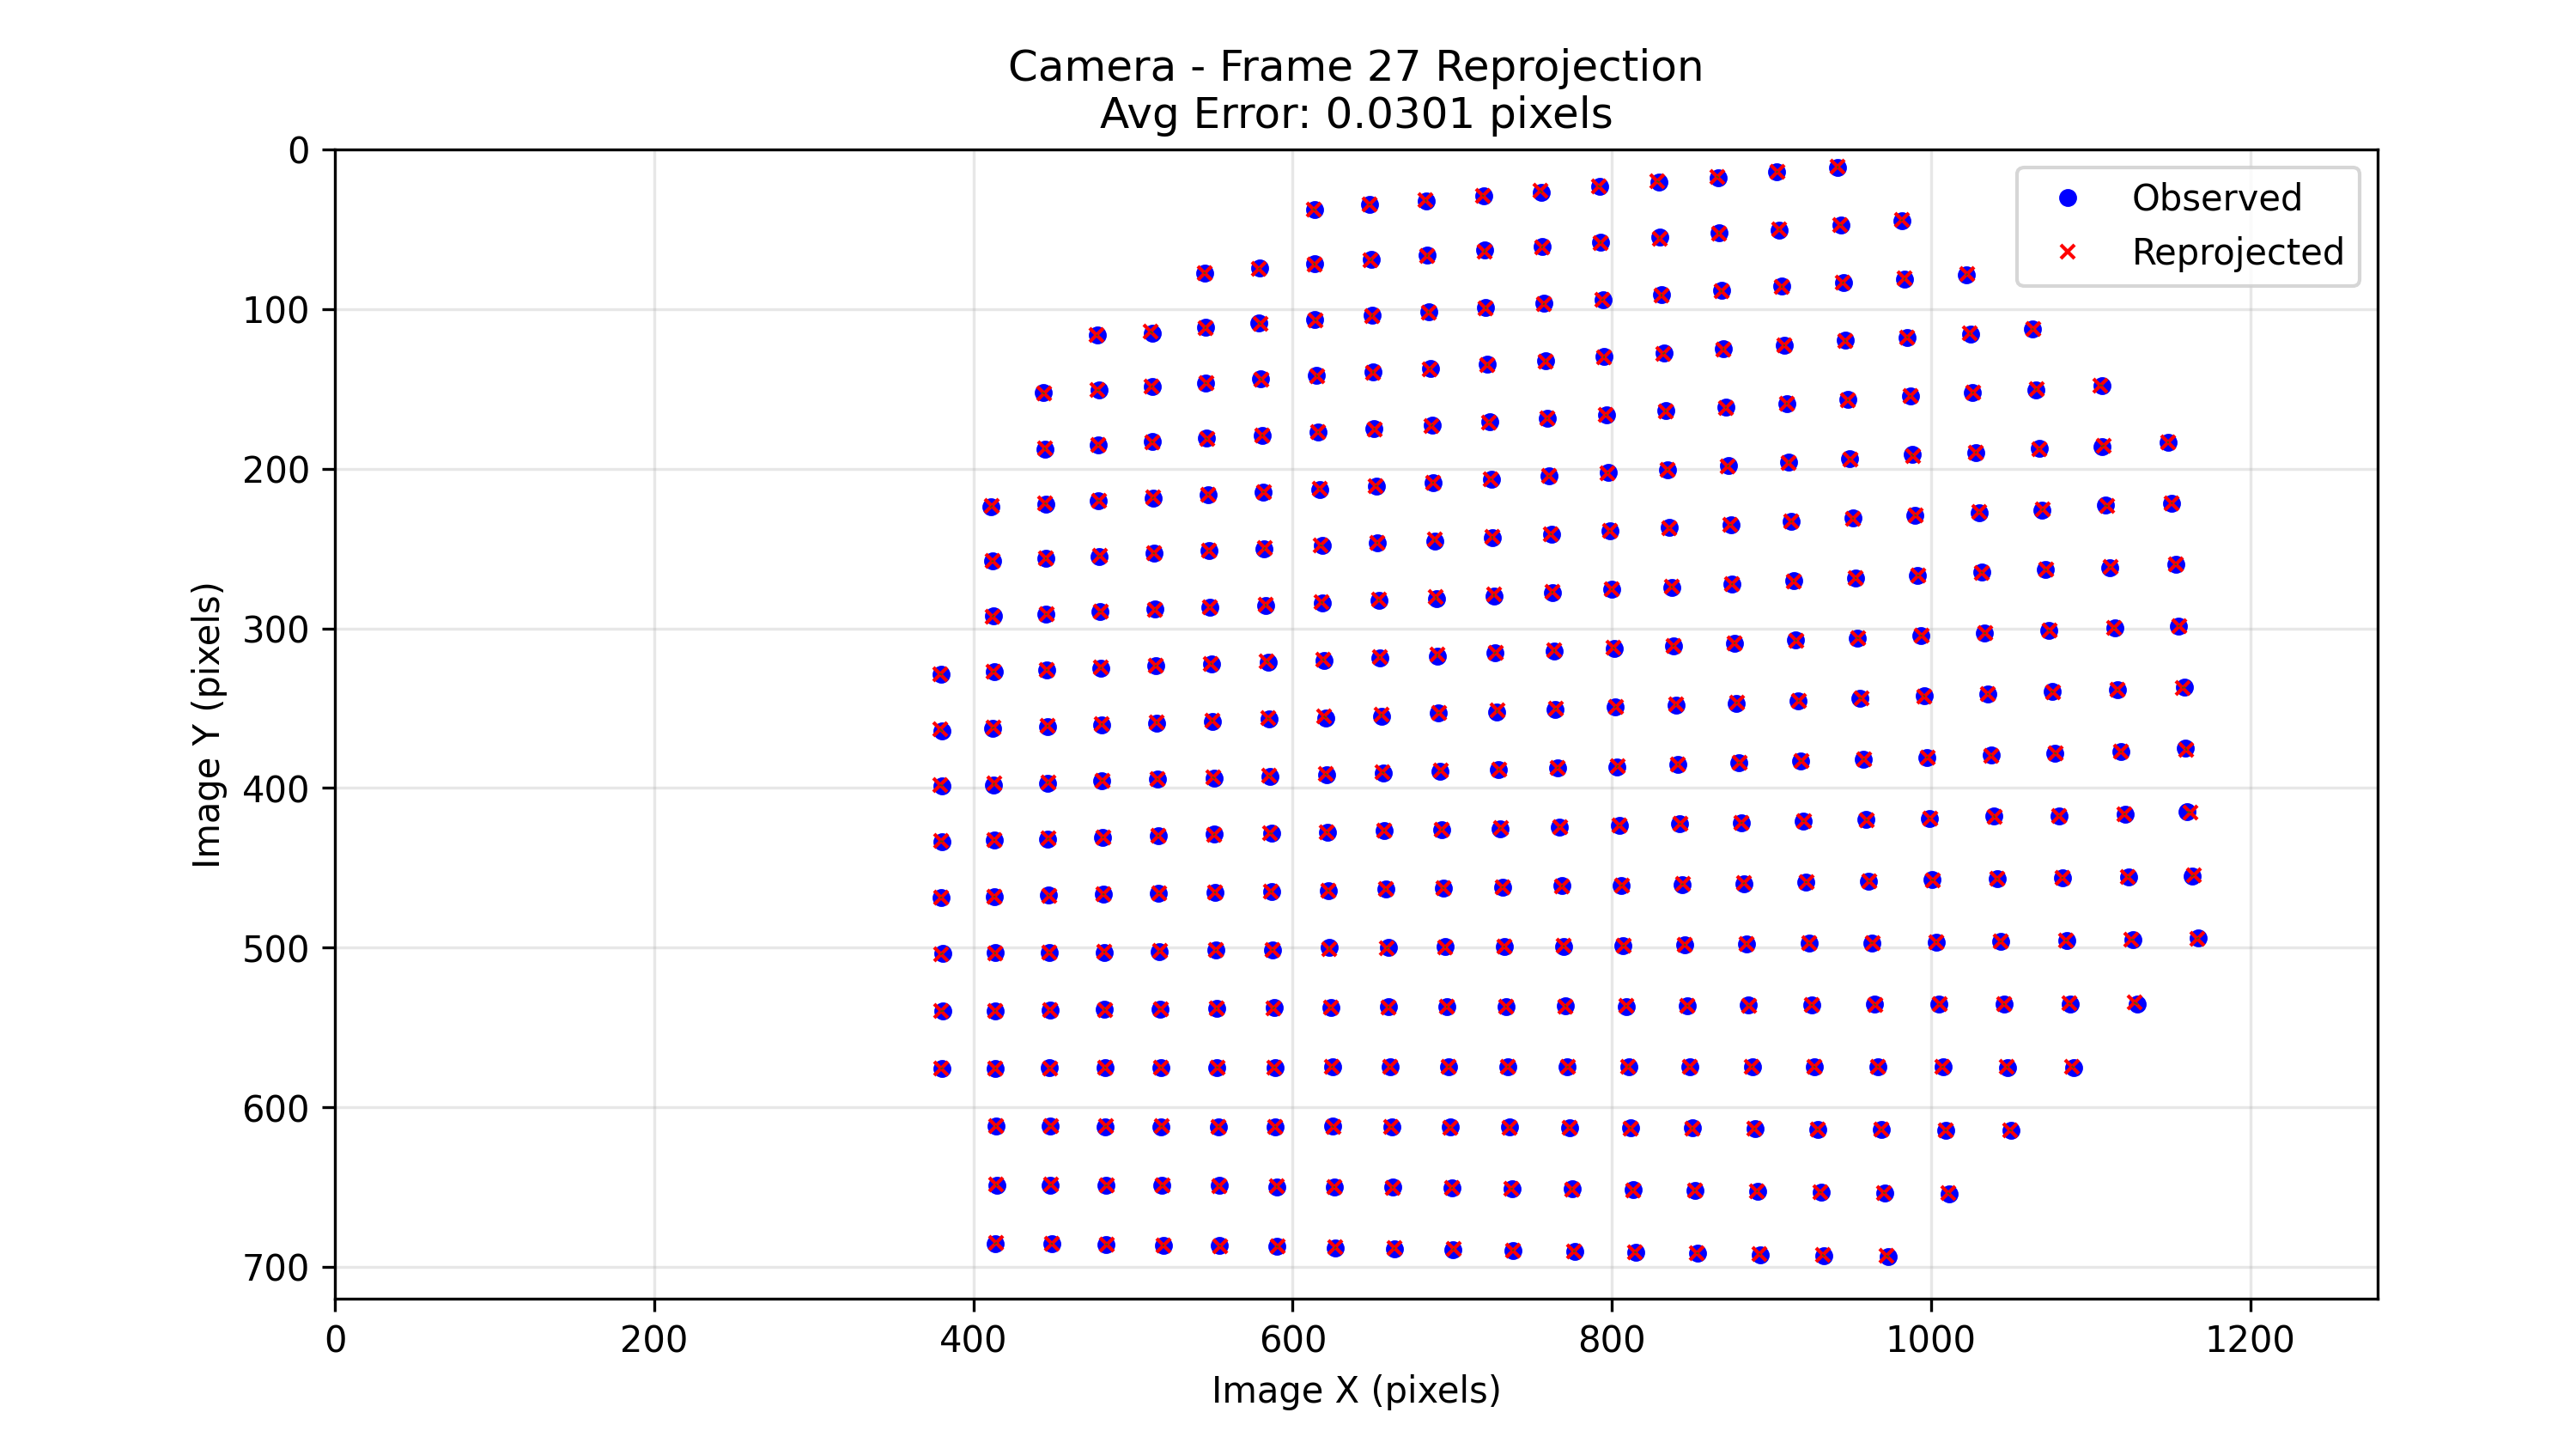 Camera - Frame 27 Reprojection
Avg Error: 0.0301 pixels
Observed
Reprojected
0
100
200
300
400
500
600
700
Image Y (pixels)
0 200 400 600 800 1000 1200
Image X (pixels)